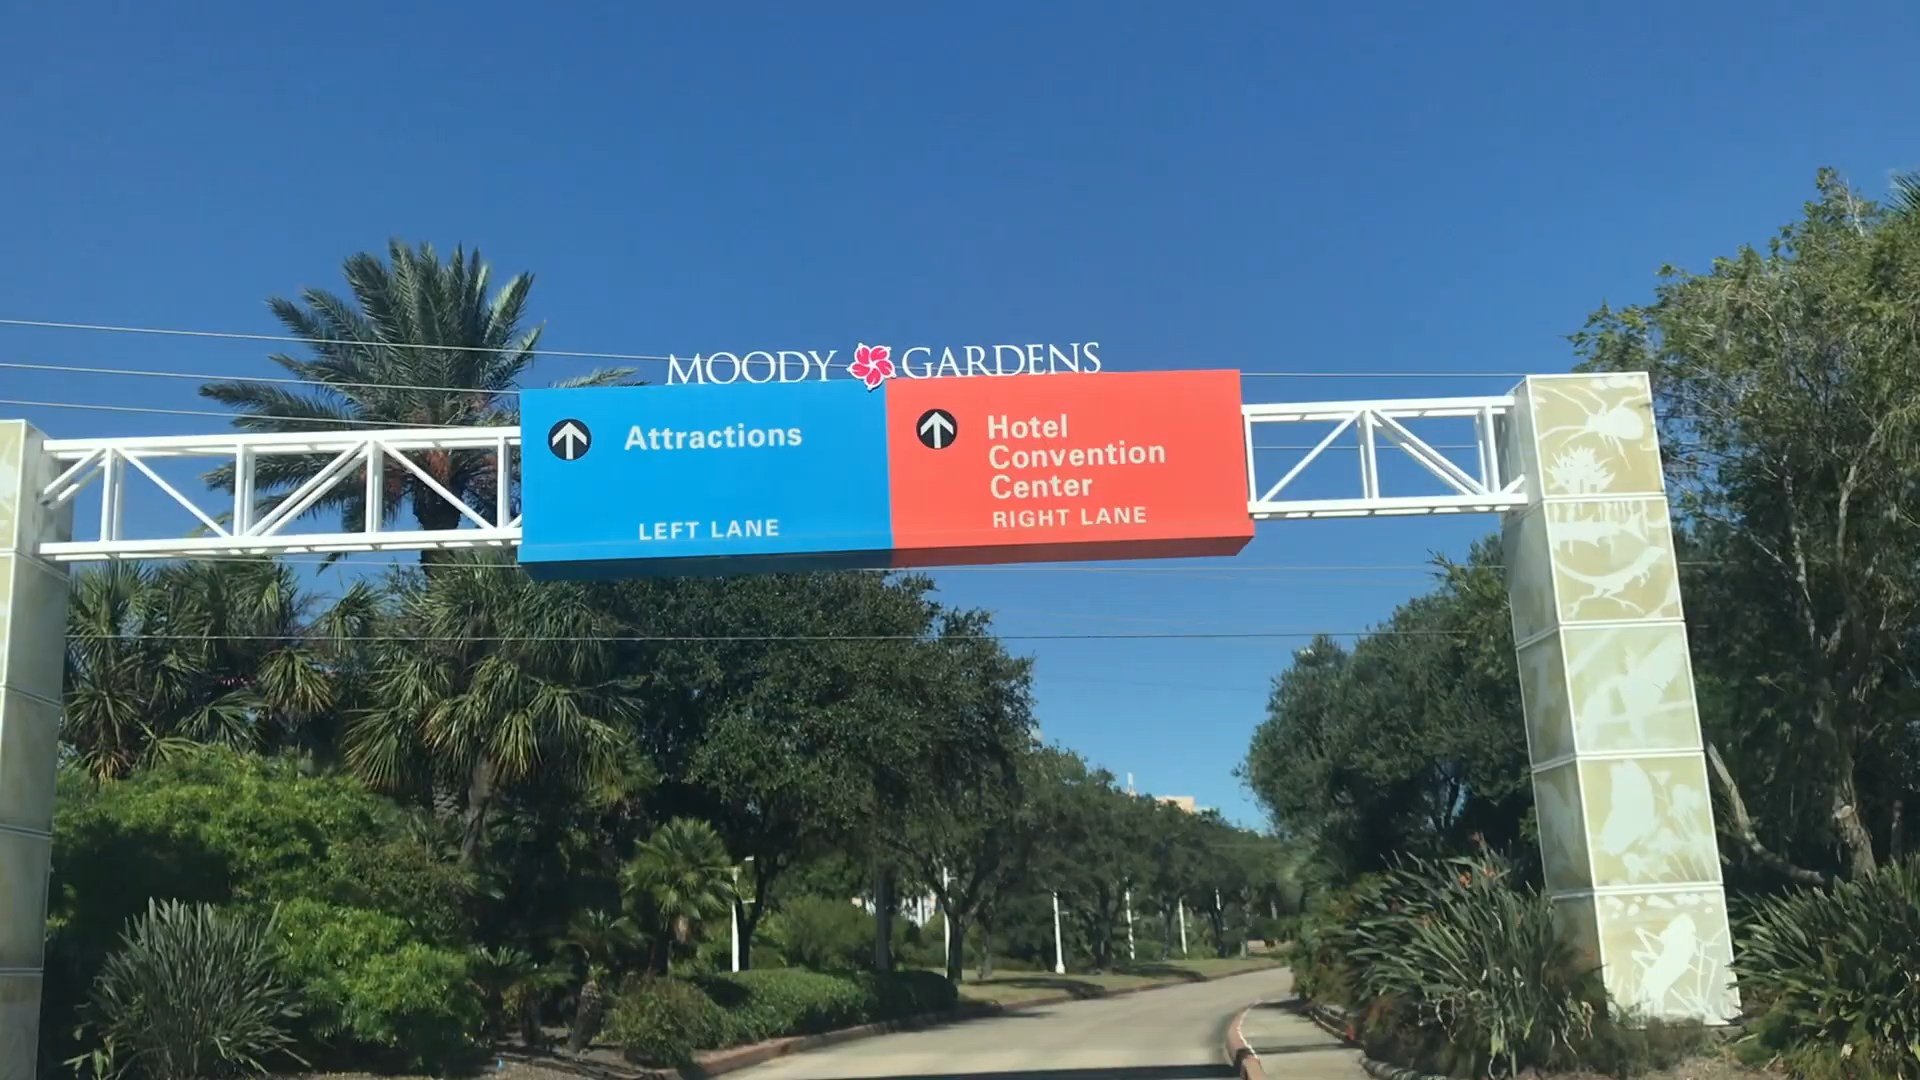 MOODY GARDENS
Attractions
LEFT LANE
Hotel
Convention
Center
RIGHT LANE